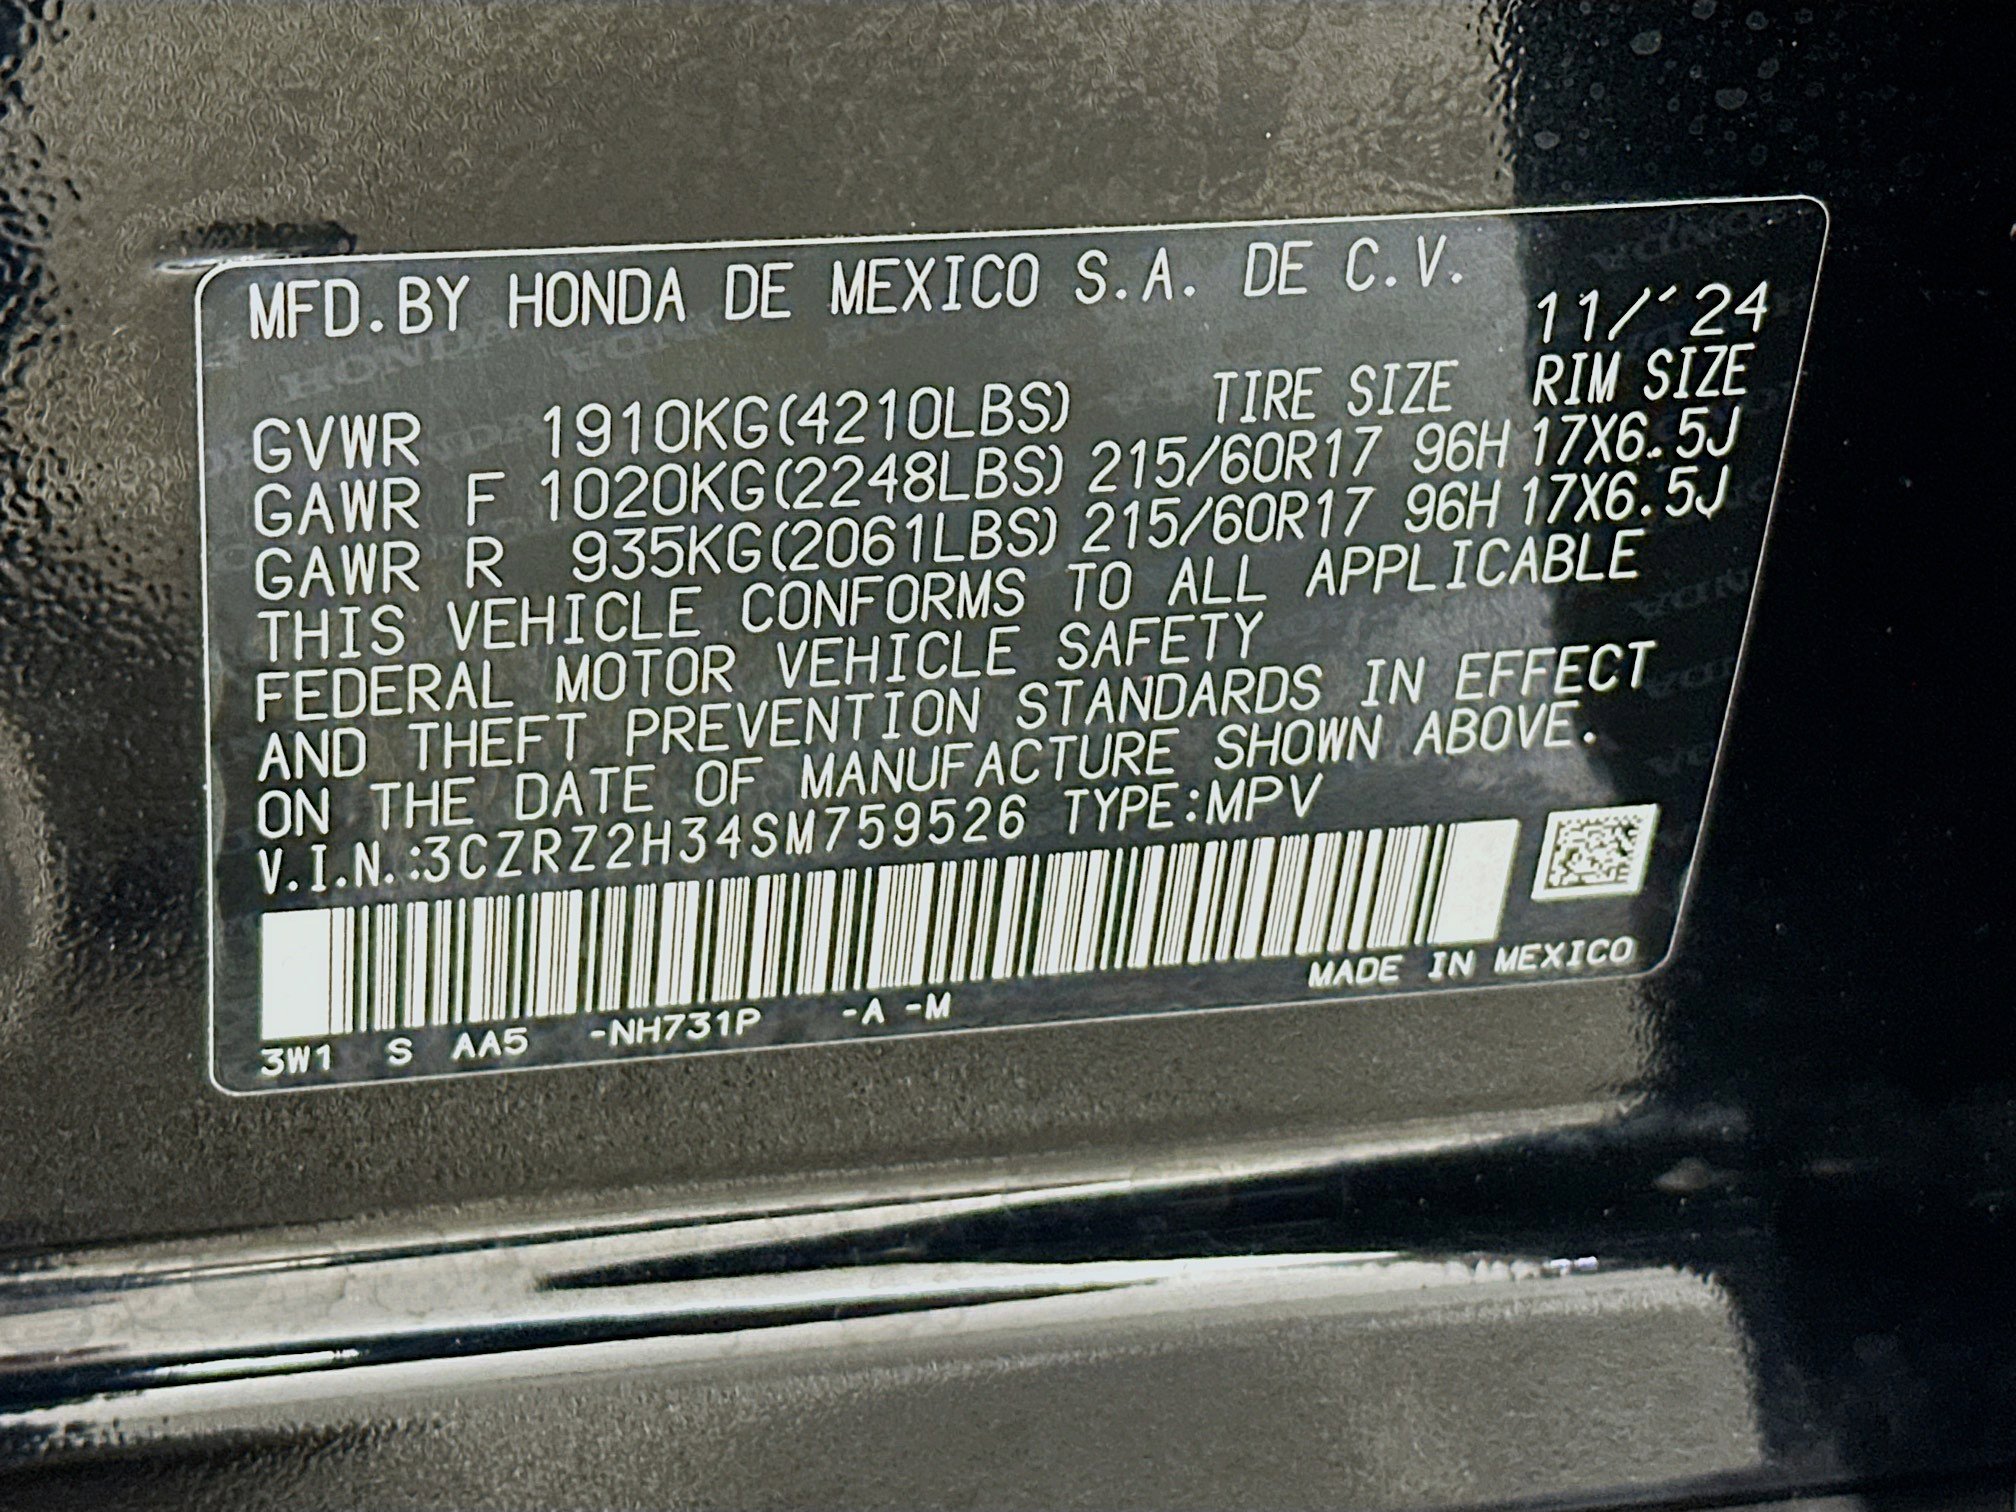 MFD.BY HONDA DE MEXICO S.A. DE C.V.
11/'24
GVWR 1910KG(4210LBS) TIRE SIZE RIM SIZE
GAWR F 1020KG(2248LBS) 215/60R17 96H 17X6.5J
GAWR R 935KG(2061LBS) 215/60R17 96H 17X6.5J
THIS VEHICLE CONFORMS TO ALL APPLICABLE
FEDERAL MOTOR VEHICLE SAFETY
AND THEFT PREVENTION STANDARDS IN EFFECT
ON THE DATE OF MANUFACTURE SHOWN ABOVE.
V.I.N.:3CZRZ2H34SM759526 TYPE:MPV
MADE IN MEXICO
3W1 S AA5 -NH731P -A -M